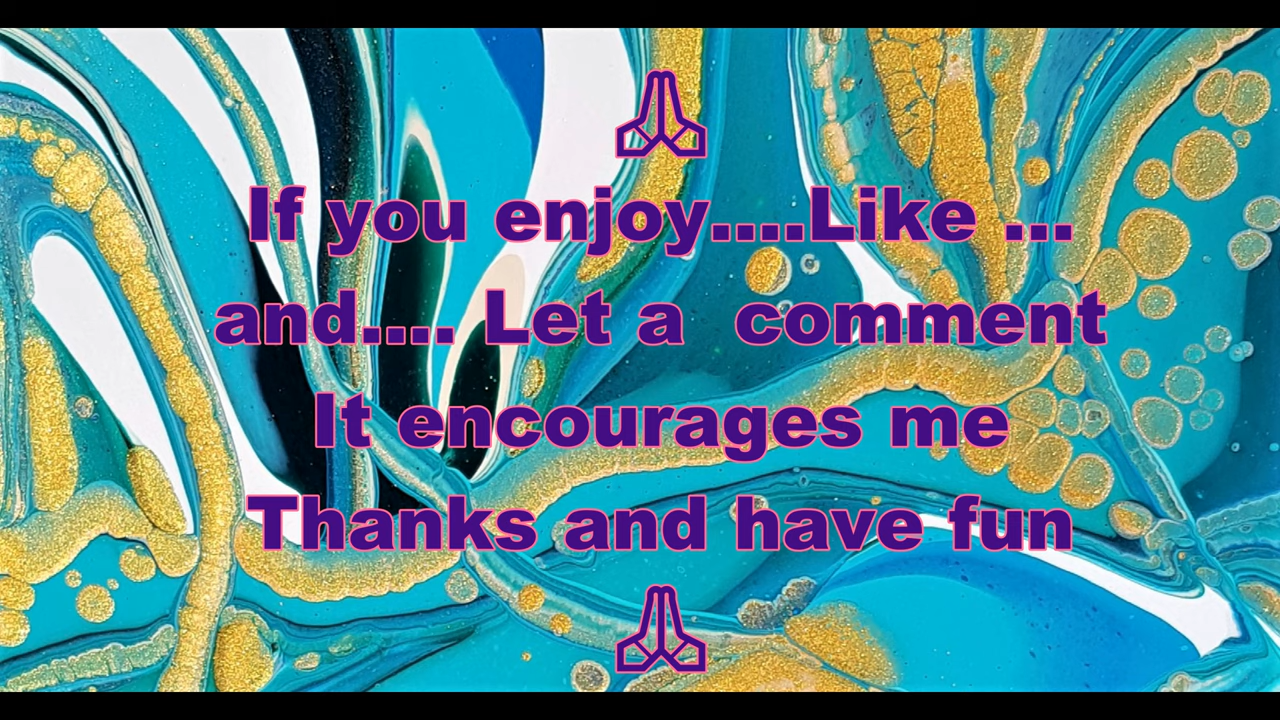 🙏
If you enjoy....Like ...
and.... Let a  comment
It encourages me
Thanks and have fun
🙏